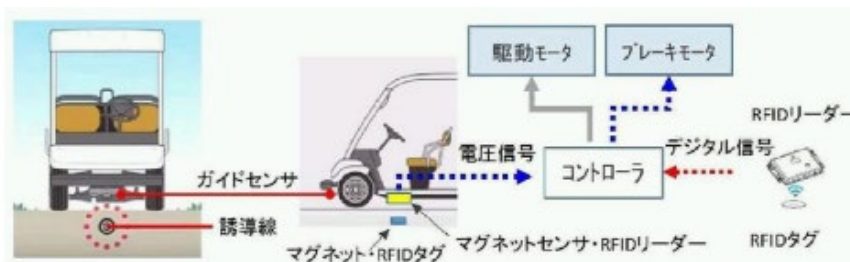 駆動モータ
ブレーキモータ
RFIDリーダー
電圧信号
デジタル信号
コントローラ
ガイドセンサ
誘導線
マグネット・RFIDタグ
マグネットセンサ・RFIDリーダー
RFIDタグ